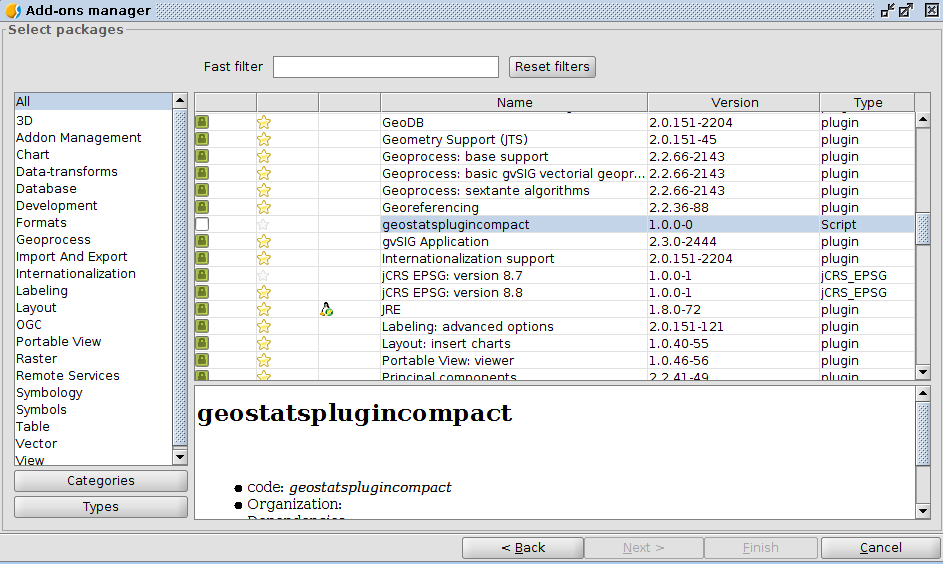 Add-ons manager
Select packages
Fast filter
Reset filters
All
3D
Addon Management
Chart
Data-transforms
Database
Development
Formats
Geoprocess
Import And Export
Internationalization
Labeling
Layout
OGC
Portable View
Raster
Remote Services
Symbology
Symbols
Table
Vector
View
Categories
Types
Name Version Type
GeoDB 2.0.151-2204 plugin
Geometry Support (JTS) 2.0.151-45 plugin
Geoprocess: base support 2.2.66-2143 plugin
Geoprocess: basic gvSIG vectorial geopr... 2.2.66-2143 plugin
Geoprocess: sextante algorithms 2.2.66-2143 plugin
Georeferencing 2.2.36-88 plugin
geostatsplugincompact 1.0.0-0 Script
gvSIG Application 2.3.0-2444 plugin
Internationalization support 2.0.151-2204 plugin
jCRS EPSG: version 8.7 1.0.0-1 jCRS_EPSG
jCRS EPSG: version 8.8 1.0.0-1 jCRS_EPSG
JRE 1.8.0-72 plugin
Labeling: advanced options 2.0.151-121 plugin
Layout: insert charts 1.0.40-55 plugin
Portable View: viewer 1.0.46-56 plugin
Principal components 2.2.41-49 plugin
geostatsplugincompact
● code: geostatsplugincompact
● Organization:
Dependencies
< Back
Next >
Finish
Cancel